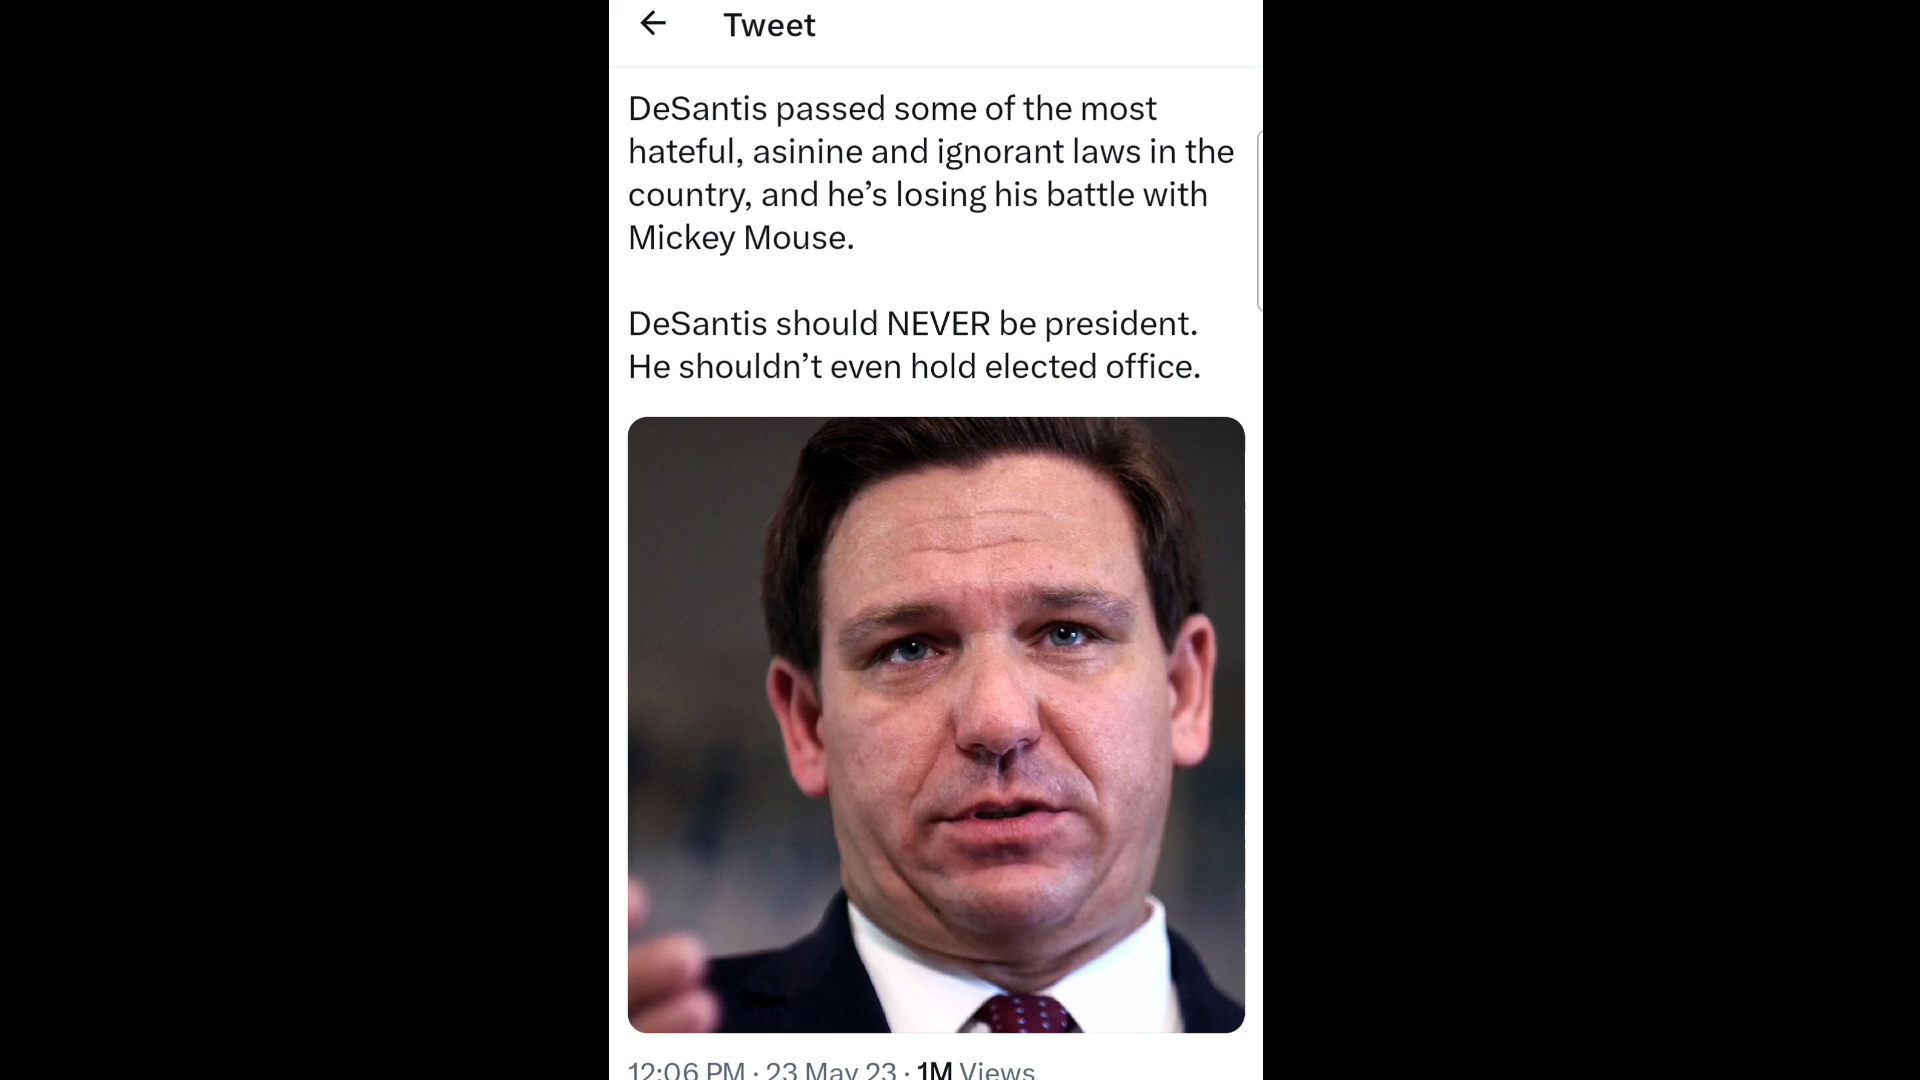 Tweet
DeSantis passed some of the most
hateful, asinine and ignorant laws in the
country, and he’s losing his battle with
Mickey Mouse.
DeSantis should NEVER be president.
He shouldn’t even hold elected office.
12:06 PM · 23 May 23 · 1M Views